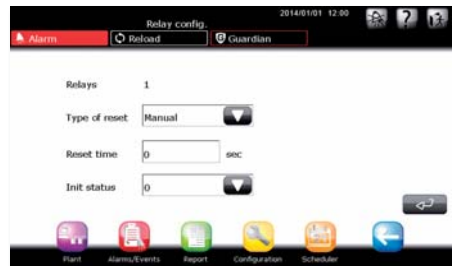 2014/01/01 12:00
Relay config.
Alarm Reload Guardian
Relays 1
Type of reset Manual
Reset time 0 sec
Init status 0
Plant Alarms/Events Report Configuration Scheduler